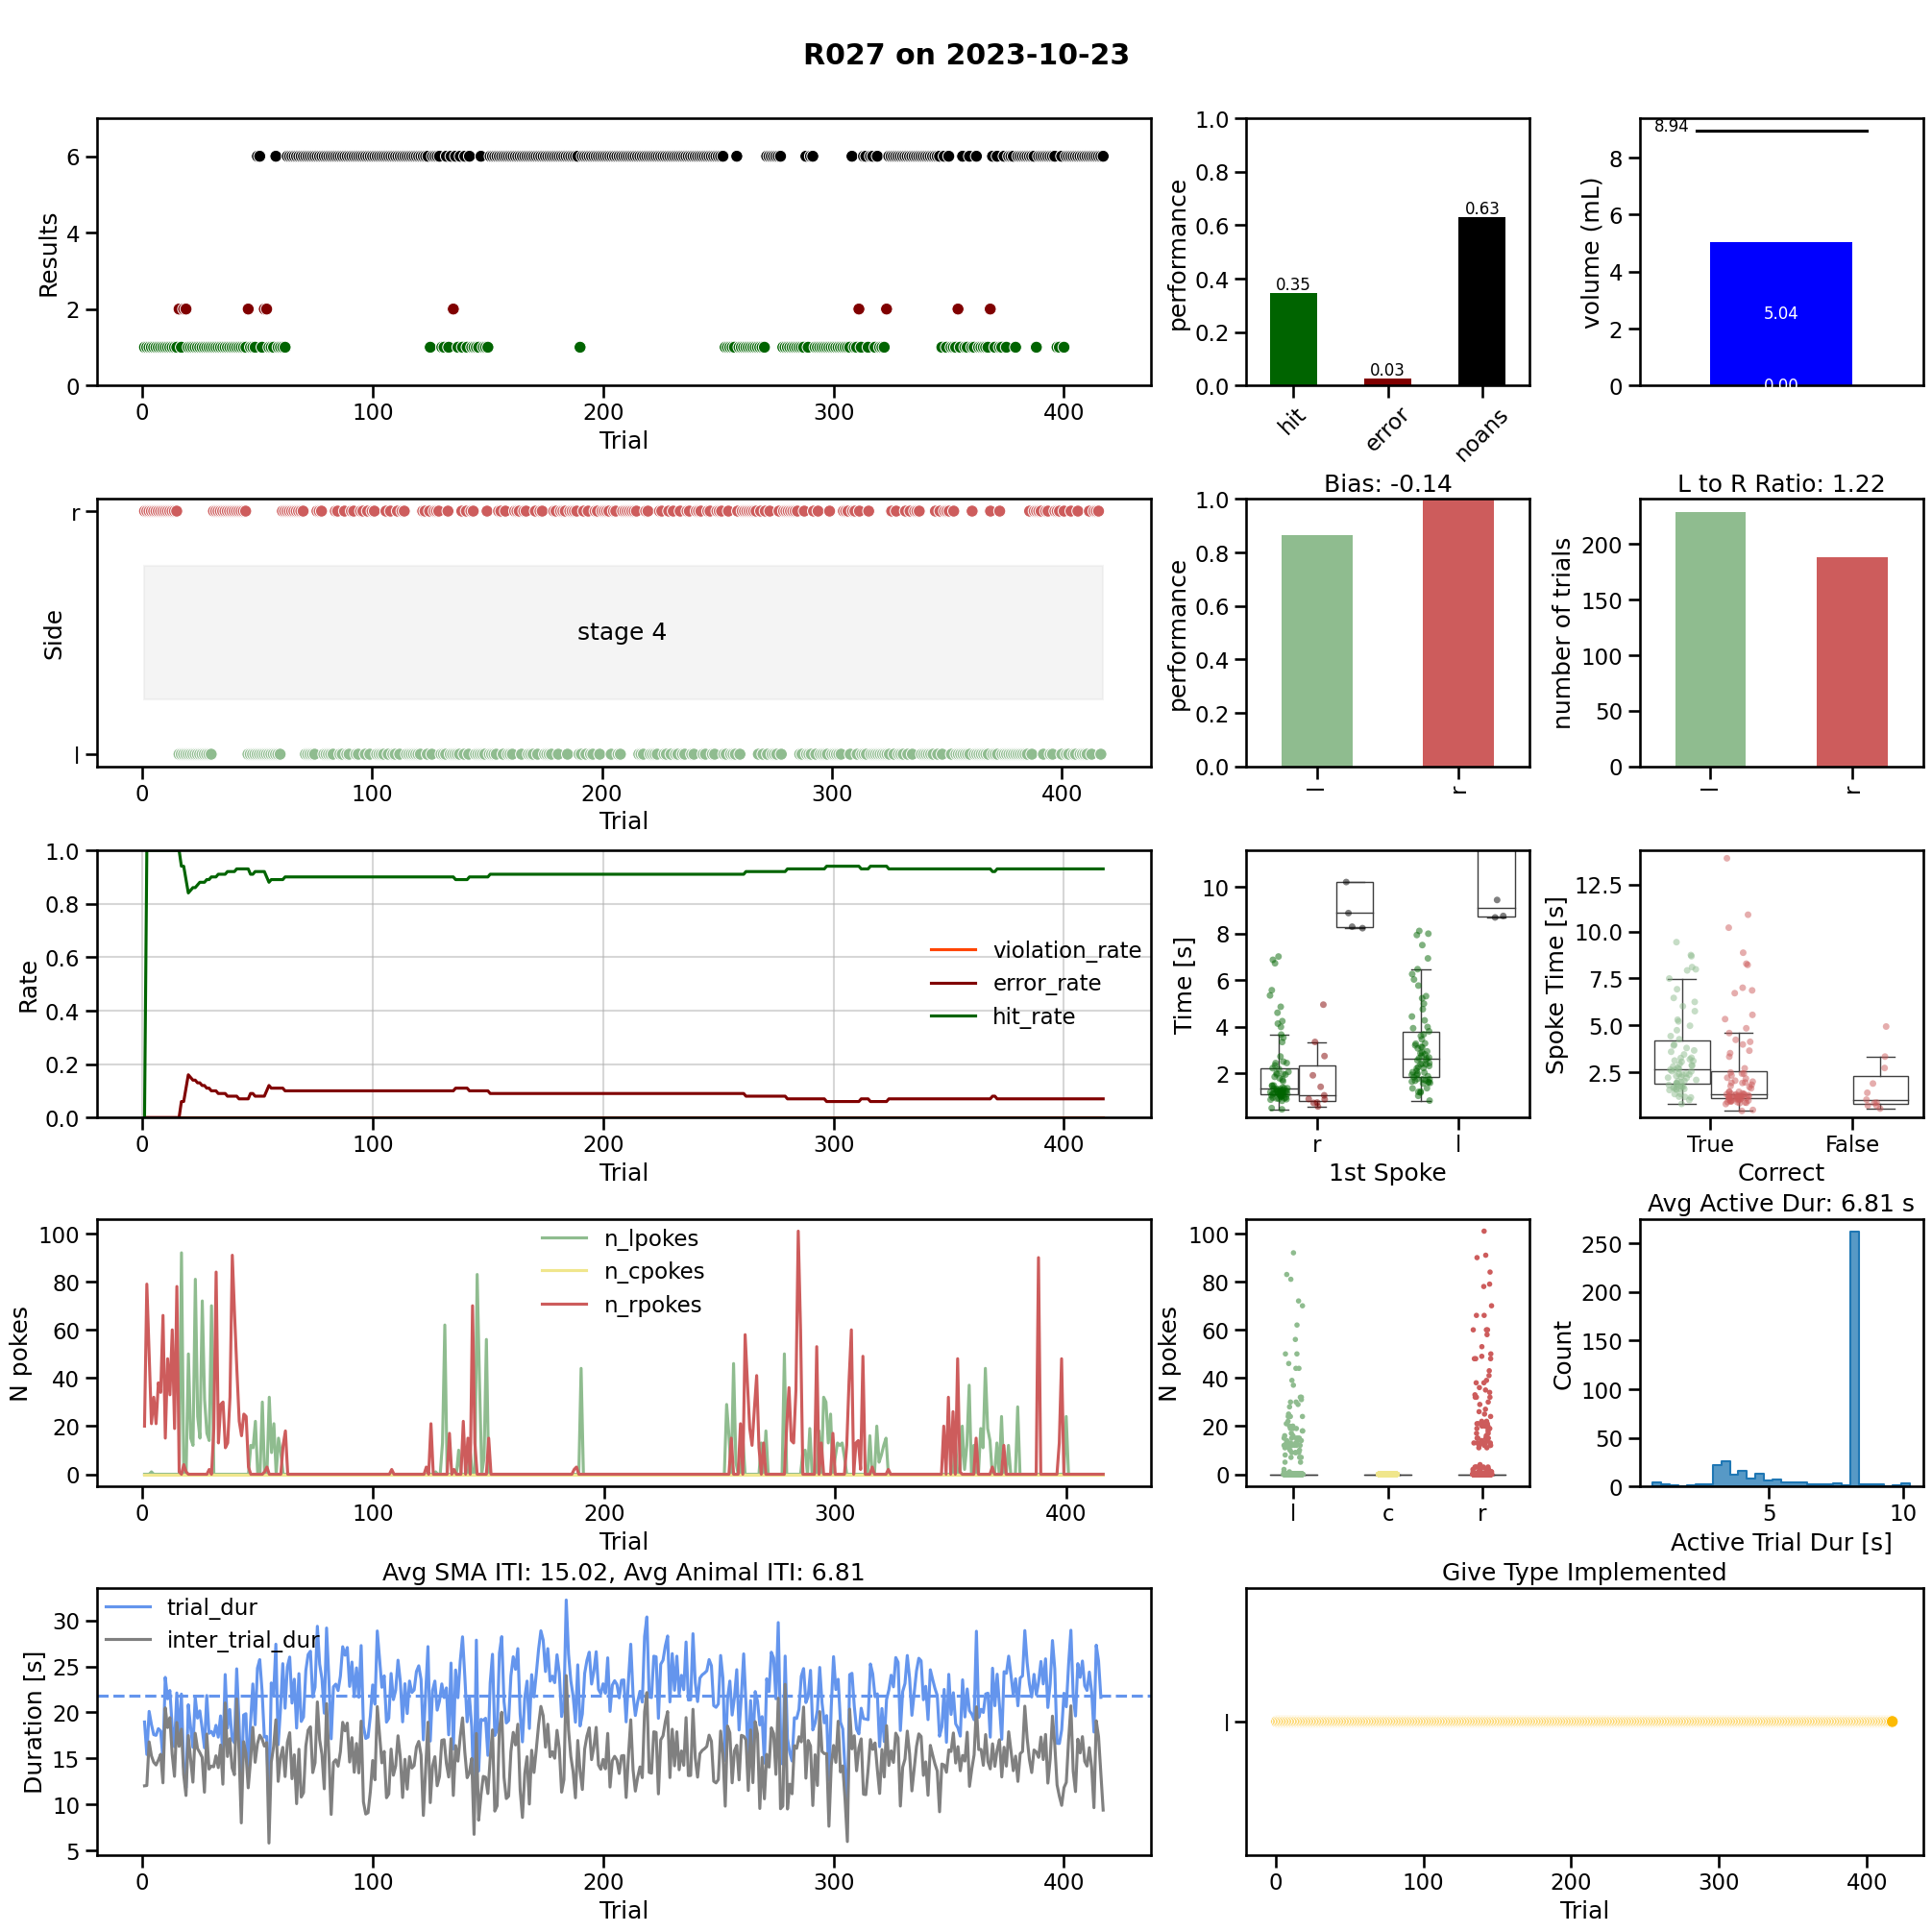 R027 on 2023-10-23
Results
6
4
2
0
0 100 200 300 400
Trial
performance
1.0
0.8
0.6
0.4
0.2
0.0
0.35
0.03
0.63
hit error noans
volume (mL)
8
6
4
2
0
8.94
5.04
0.00
Side
r
l
stage 4
0 100 200 300 400
Trial
Bias: -0.14
performance
1.0
0.8
0.6
0.4
0.2
0.0
l r
L to R Ratio: 1.22
number of trials
200
150
100
50
0
l r
Rate
1.0
0.8
0.6
0.4
0.2
0.0
violation_rate
error_rate
hit_rate
0 100 200 300 400
Trial
Time [s]
10
8
6
4
2
r l
1st Spoke
Spoke Time [s]
12.5
10.0
7.5
5.0
2.5
True False
Correct
N pokes
100
80
60
40
20
0
n_lpokes
n_cpokes
n_rpokes
0 100 200 300 400
Trial
N pokes
100
80
60
40
20
0
l c r
Avg Active Dur: 6.81 s
Count
250
200
150
100
50
0
5 10
Active Trial Dur [s]
Avg SMA ITI: 15.02, Avg Animal ITI: 6.81
Duration [s]
30
25
20
15
10
5
trial_dur
inter_trial_dur
0 100 200 300 400
Trial
Give Type Implemented
l
0 100 200 300 400
Trial